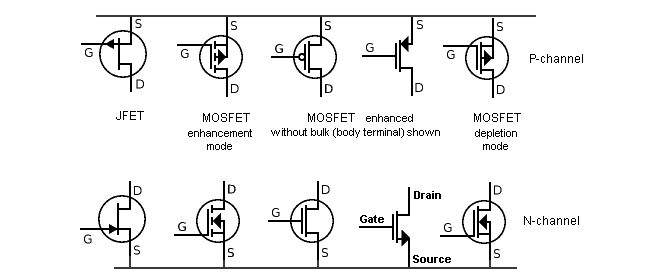 S S S S S
G G G G G
P-channel
D D D D D
JFET MOSFET MOSFET enhanced MOSFET
enhancement without bulk (body terminal) shown depletion
mode mode
D D D Drain D
G G G Gate G
N-channel
S S S Source S